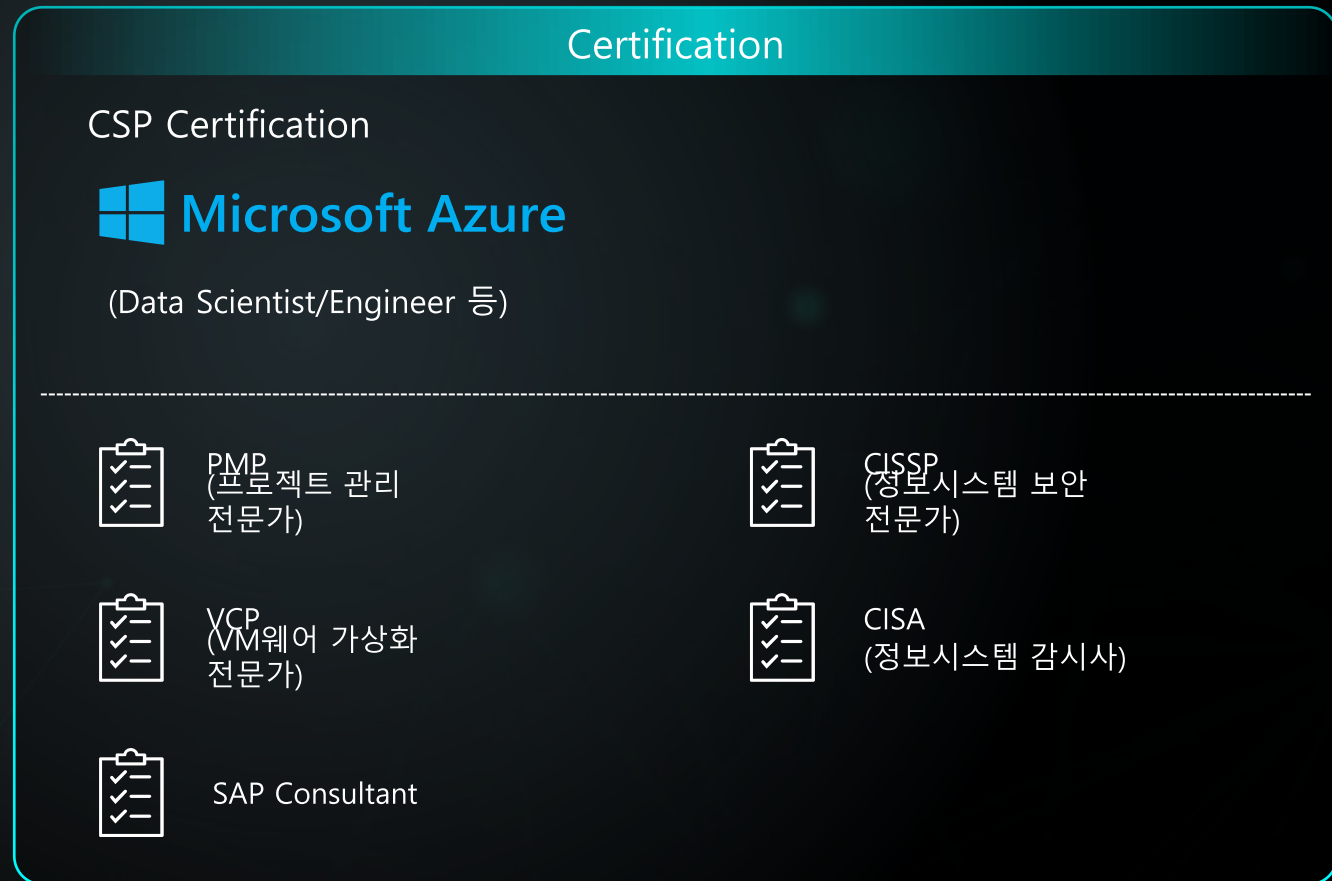 Certification
CSP Certification
Microsoft Azure
(Data Scientist/Engineer 등)
PMP
(프로젝트 관리
전문가)
CISSP
(정보시스템 보안
전문가)
VCP
(VM웨어 가상화
전문가)
CISA
(정보시스템 감시사)
SAP Consultant